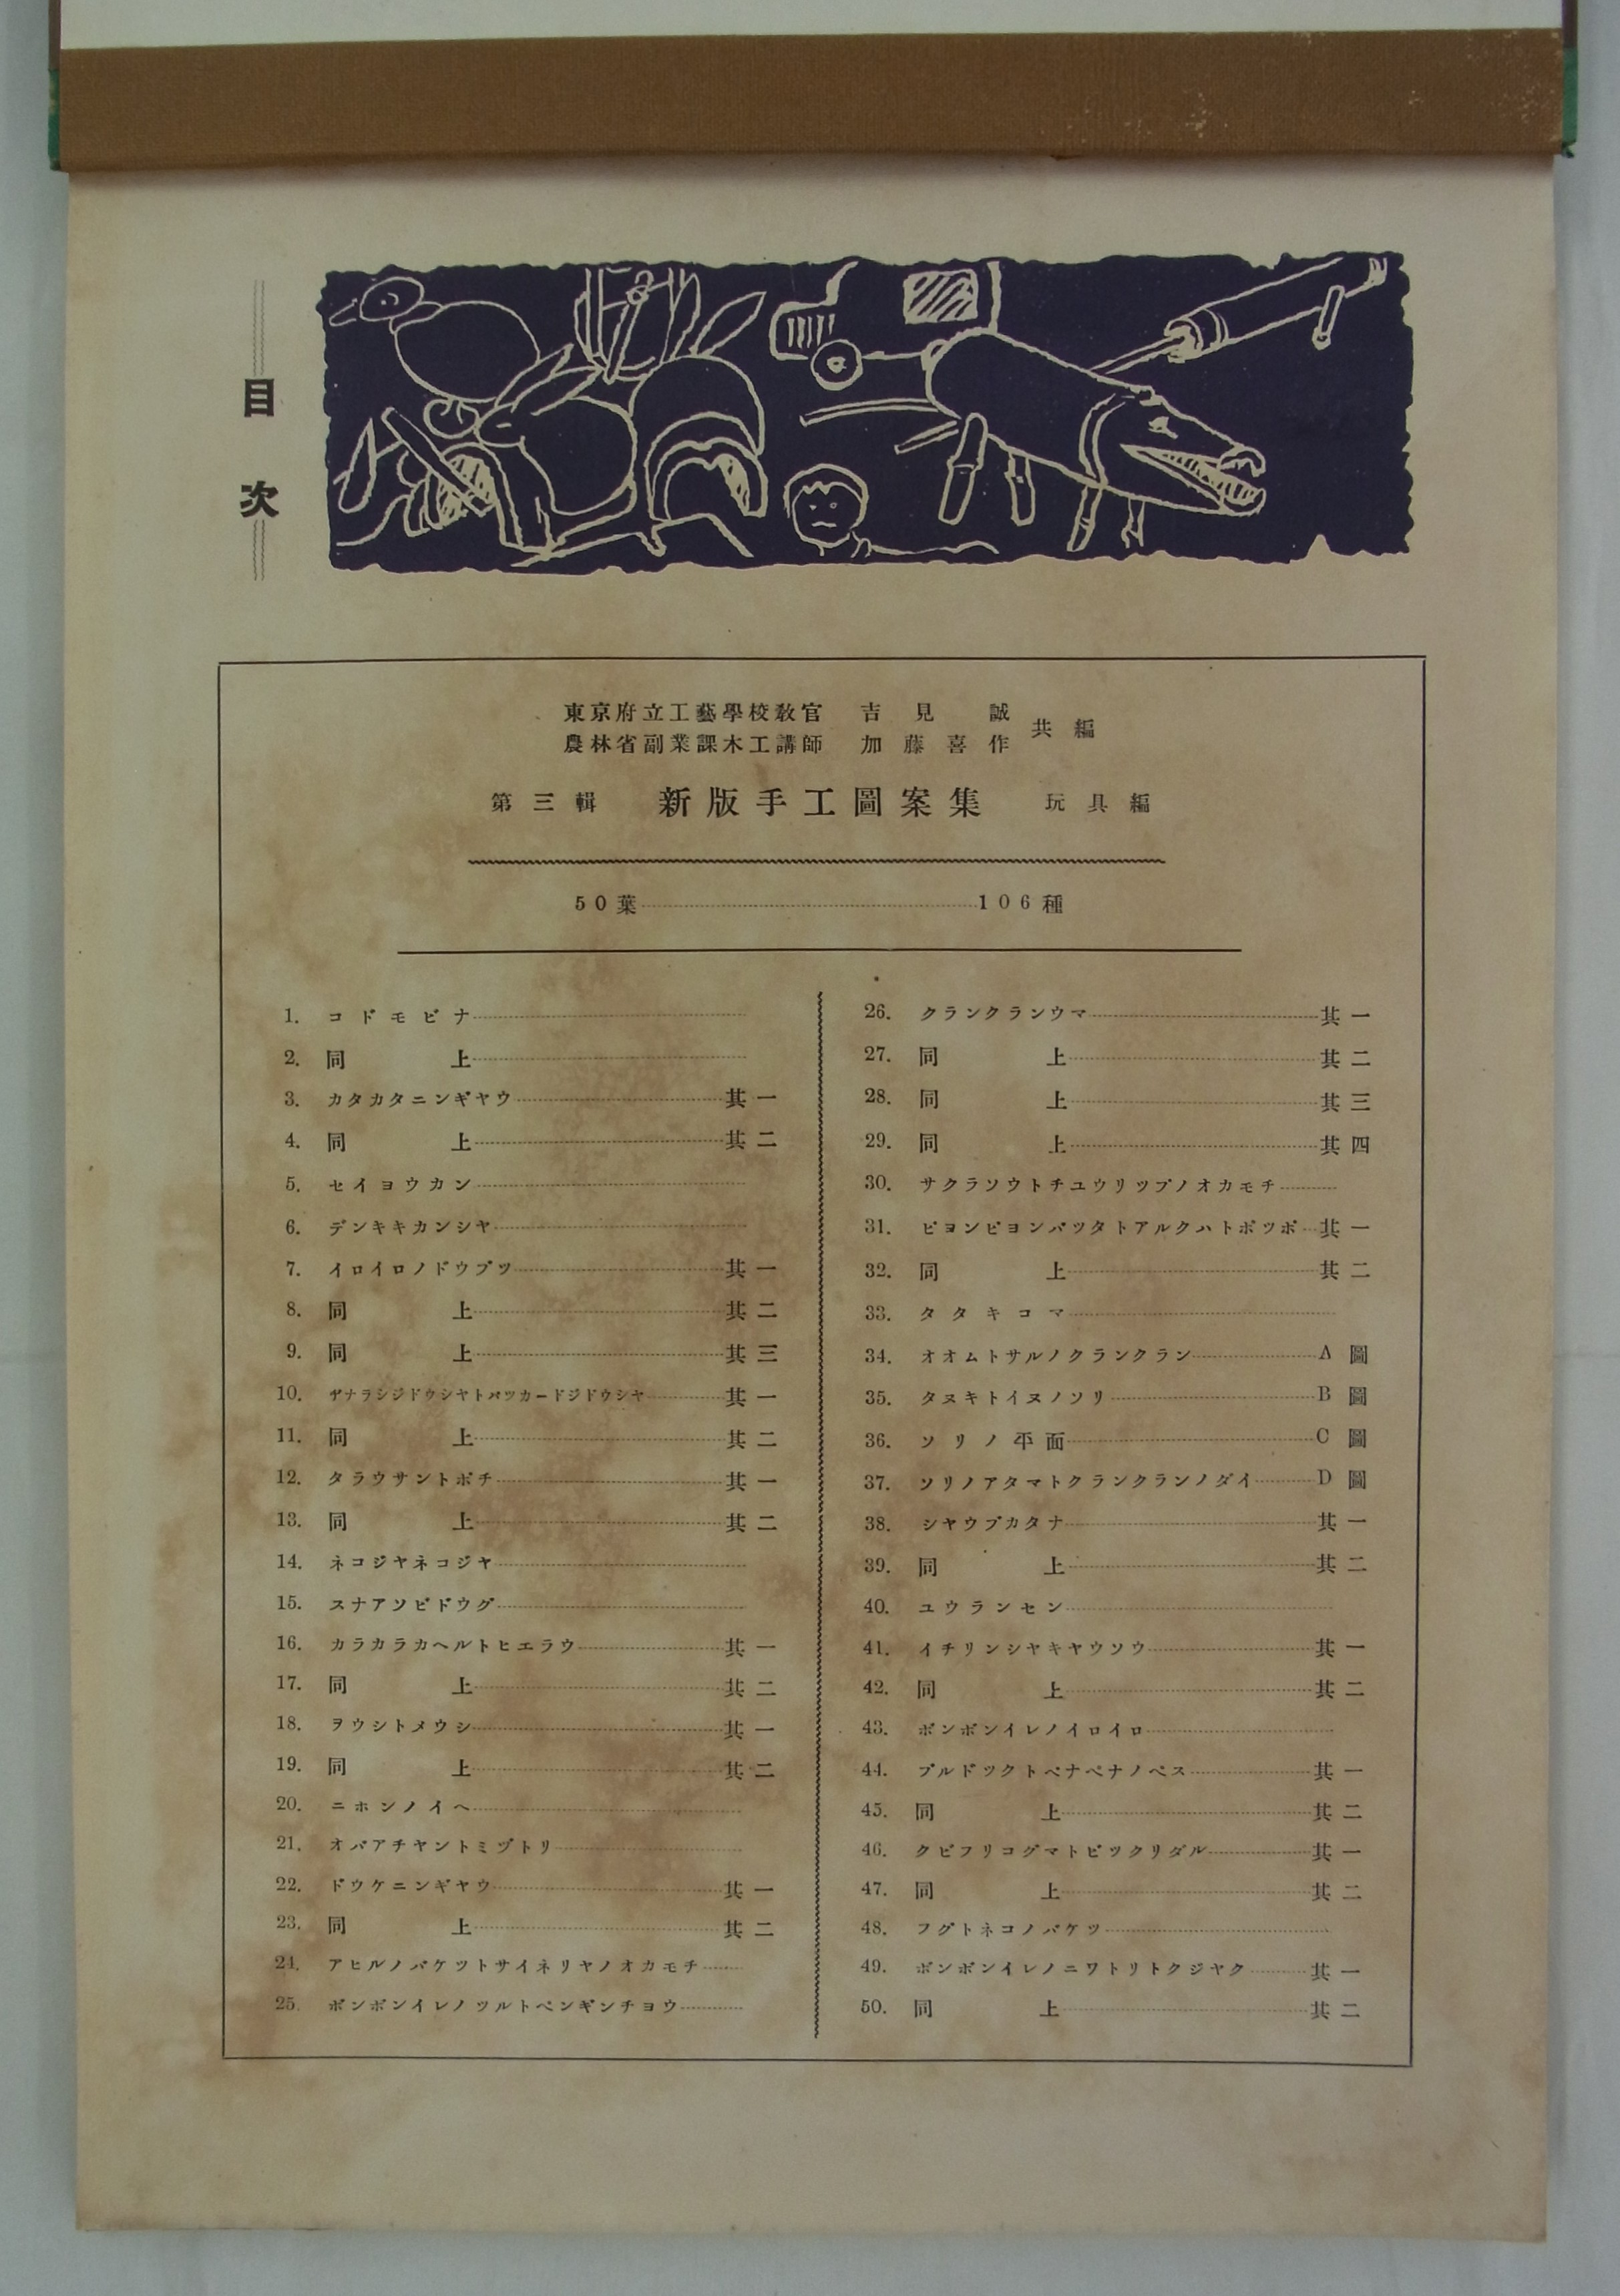 目次
東京府立工藝學校教官 吉見誠
農林省副業課木工講師 加藤喜作
共編
第三輯 新版手工圖案集 玩具編
50葉 106種
1. コドモビナ
2. 同上
3. カタカタニンギヤウ 其一
4. 同上 其二
5. セイヨウカン
6. デンキキカンシヤ
7. イロイロノドウブツ 其一
8. 同上 其二
9. 同上 其三
10. ヤナラシジドウシヤトパツカードジドウシヤ 其一
11. 同上 其二
12. タラウサントポチ 其一
13. 同上 其二
14. ネコジヤネコジヤ
15. スナアソビドウグ
16. カラカラカヘルトヒエラウ 其一
17. 同上 其二
18. ヲウシトメウシ 其一
19. 同上 其二
20. ニホンノイヘ
21. オバアチヤントミヅトリ
22. ドウケニンギヤウ 其一
23. 同上 其二
24. アヒルノバケツトサイネリヤノオカモチ
25. ボンボンイレノツルトペンギンチヨウ
26. クランクランウマ 其一
27. 同上 其二
28. 同上 其三
29. 同上 其四
30. サクラソウトチユウリツプノオカモチ
31. ピヨンピヨンバツタトアルクハトポツポ 其一
32. 同上 其二
33. タタキコマ
34. オオムトサルノクランクラン A圖
35. タヌキトイヌノソリ B圖
36. ソリノ平面 C圖
37. ソリノアタマトクランクランノダイ D圖
38. シヤウブカタナ 其一
39. 同上 其二
40. ユウランセン
41. イチリンシヤキヤウソウ 其一
42. 同上 其二
43. ボンボンイレノイロイロ
44. ブルドツクトペナペナノペス 其一
45. 同上 其二
46. クビフリコグマトビツクリダル 其一
47. 同上 其二
48. フグトネコノバケツ
49. ボンボンイレノニワトリトクジヤク 其一
50. 同上 其二